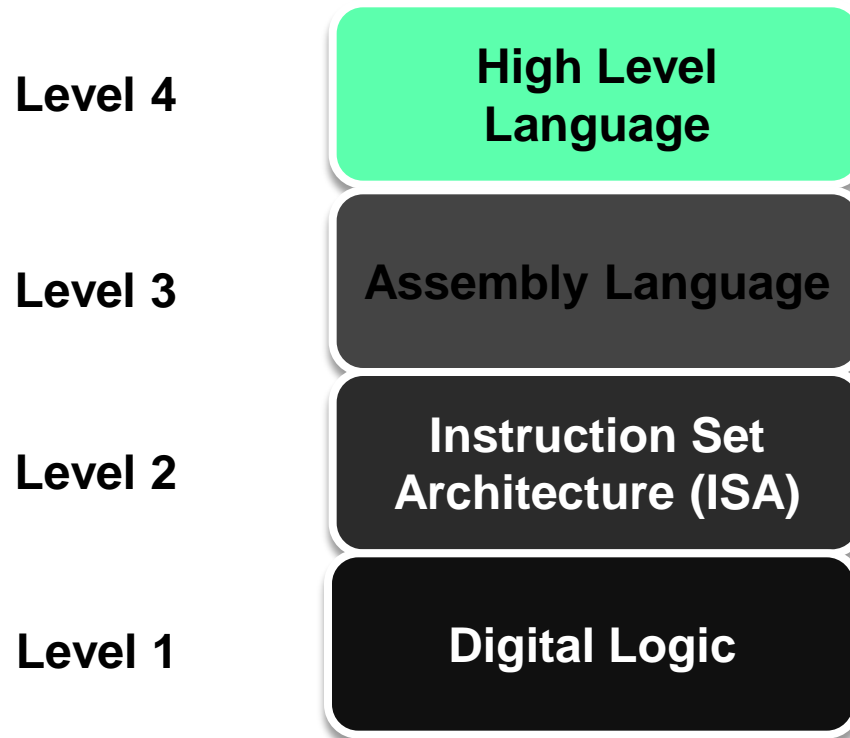 Level 4
High Level
Language
Level 3
Assembly Language
Level 2
Instruction Set
Architecture (ISA)
Level 1
Digital Logic